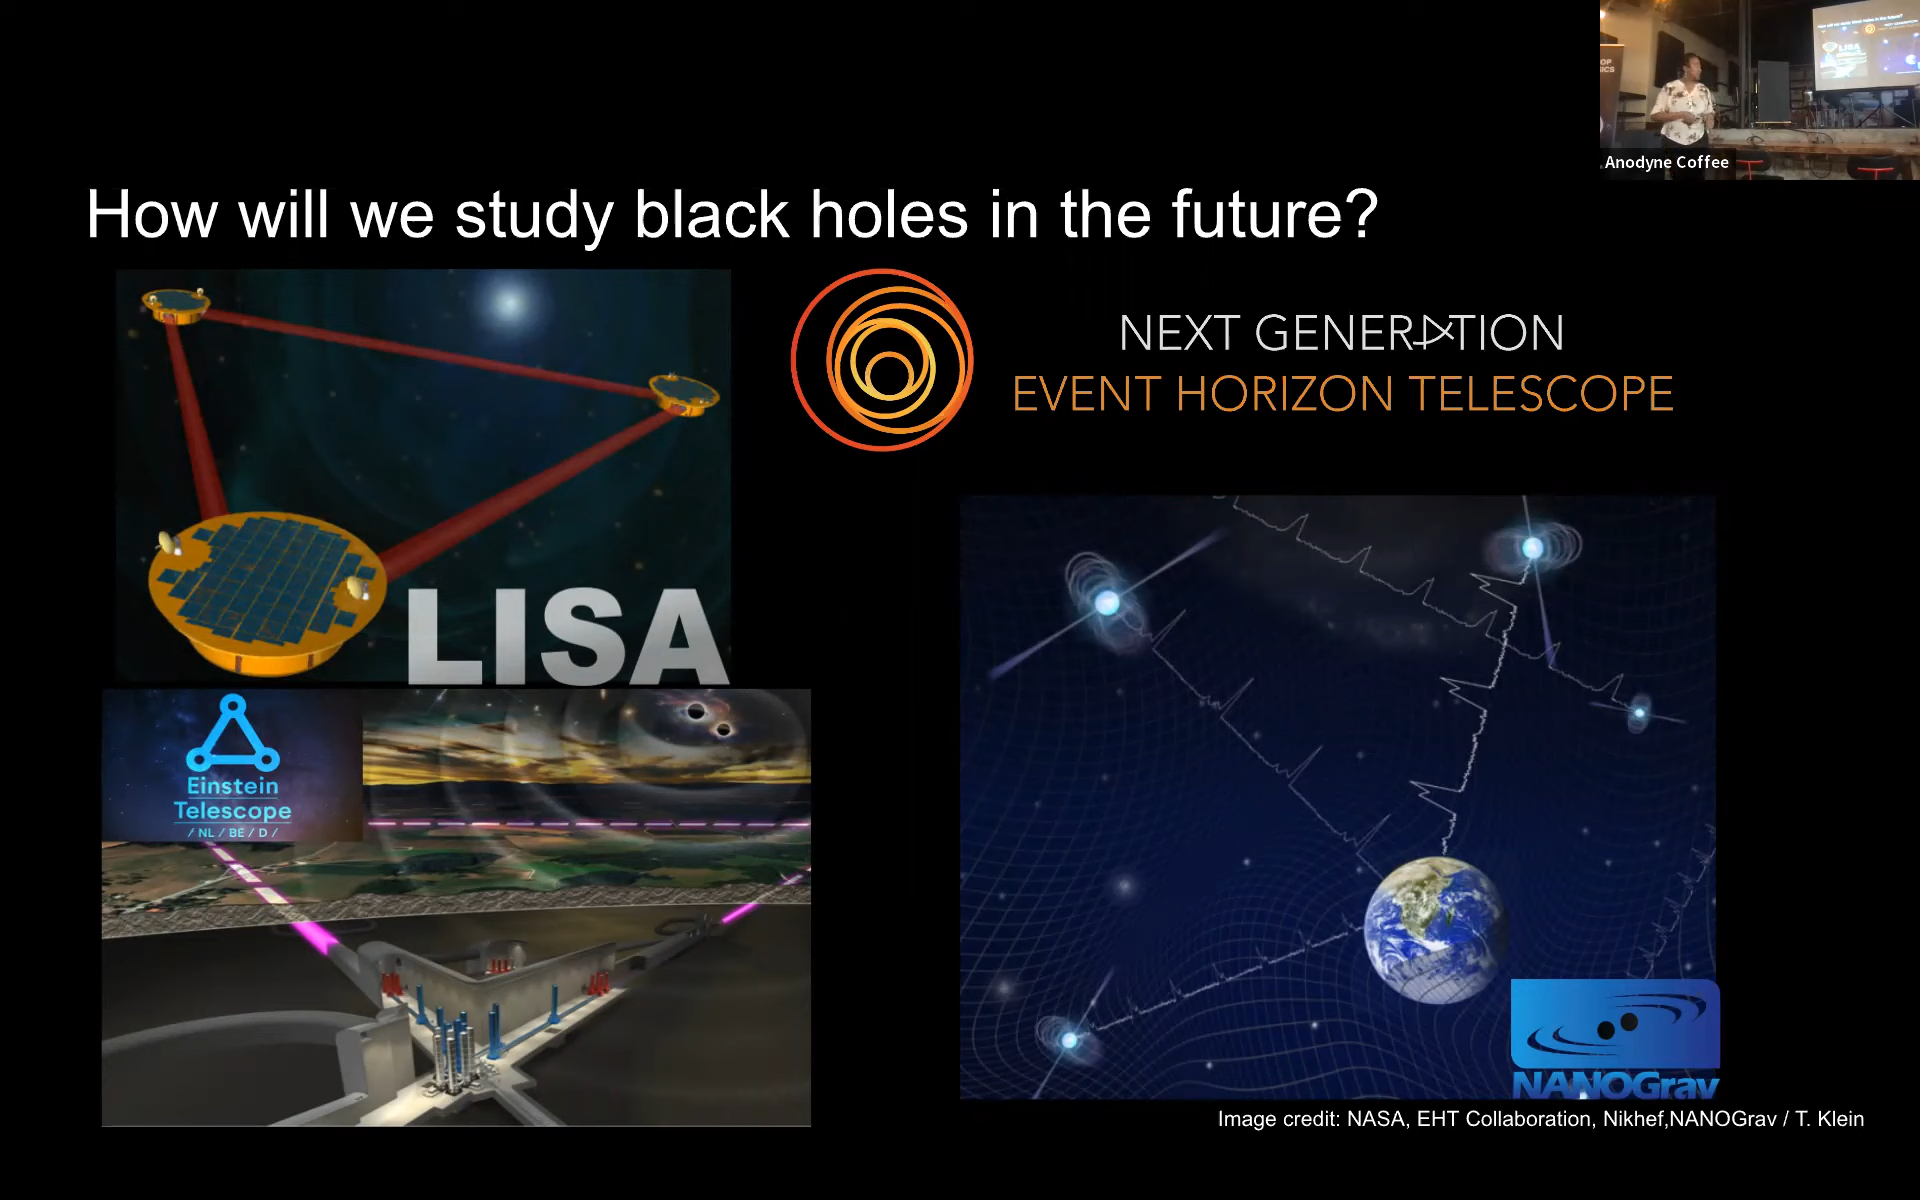 Anodyne Coffee
How will we study black holes in the future?
NEXT GENERATION
EVENT HORIZON TELESCOPE
LISA
Einstein
Telescope
/ NL / BE / D /
NANOGrav
Image credit: NASA, EHT Collaboration, Nikhef,NANOGrav / T. Klein